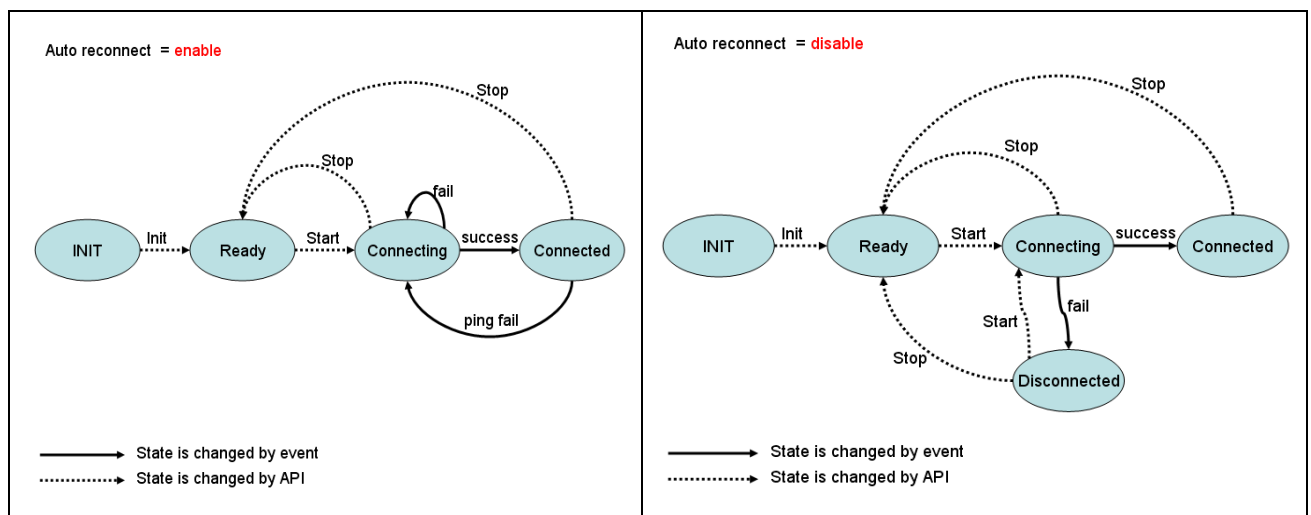 Auto reconnect = enable
Stop
Stop
fail
INIT
Init
Ready
Start
Connecting
success
Connected
ping fail
State is changed by event
State is changed by API
Auto reconnect = disable
Stop
Stop
INIT
Init
Ready
Start
Connecting
success
Connected
fail
Start
Stop
Disconnected
State is changed by event
State is changed by API